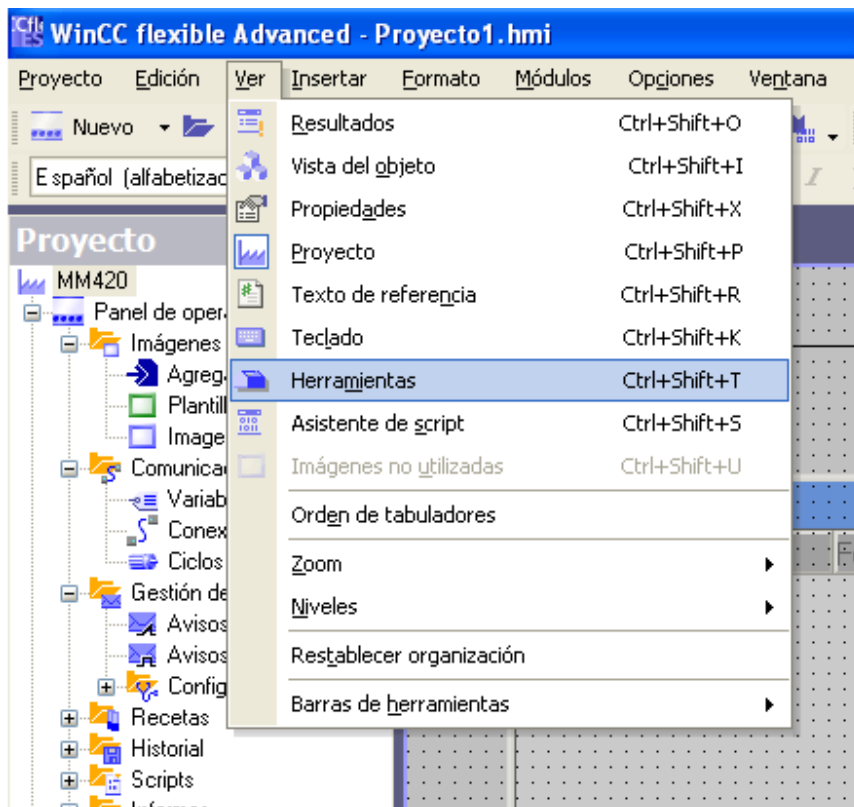 WinCC flexible Advanced - Proyecto1.hmi
Proyecto Edición Ver Insertar Formato Módulos Opciones Ventana
Nuevo
Español (alfabetizac
Proyecto
MM420
Panel de oper
Imágenes
Agreg
Plantill
Image
Comunica
Variab
Conex
Ciclos
Gestión de
Avisos
Avisos
Config
Recetas
Historial
Scripts
Resultados Ctrl+Shift+O
Vista del objeto Ctrl+Shift+I
Propiedades Ctrl+Shift+X
Proyecto Ctrl+Shift+P
Texto de referencia Ctrl+Shift+R
Teclado Ctrl+Shift+K
Herramientas Ctrl+Shift+T
Asistente de script Ctrl+Shift+S
Imágenes no utilizadas Ctrl+Shift+U
Orden de tabuladores
Zoom
Niveles
Restablecer organización
Barras de herramientas
I